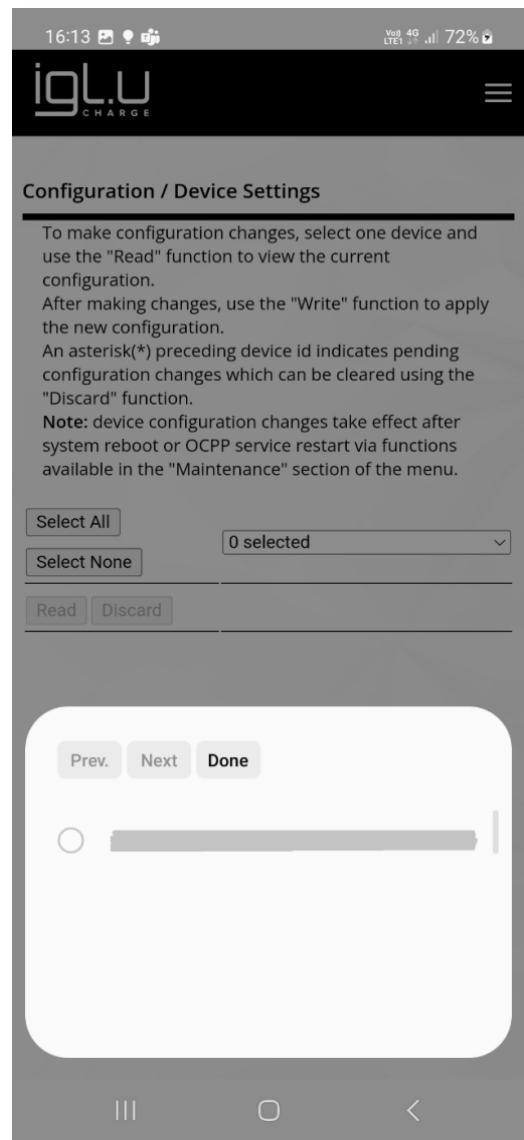 16:13
Vo)) 4G
LTE1 72%
igL.u
CHARGE
Configuration / Device Settings
To make configuration changes, select one device and
use the "Read" function to view the current
configuration.
After making changes, use the "Write" function to apply
the new configuration.
An asterisk(*) preceding device id indicates pending
configuration changes which can be cleared using the
"Discard" function.
Note: device configuration changes take effect after
system reboot or OCPP service restart via functions
available in the "Maintenance" section of the menu.
Select All
0 selected
Select None
Read Discard
Prev. Next Done